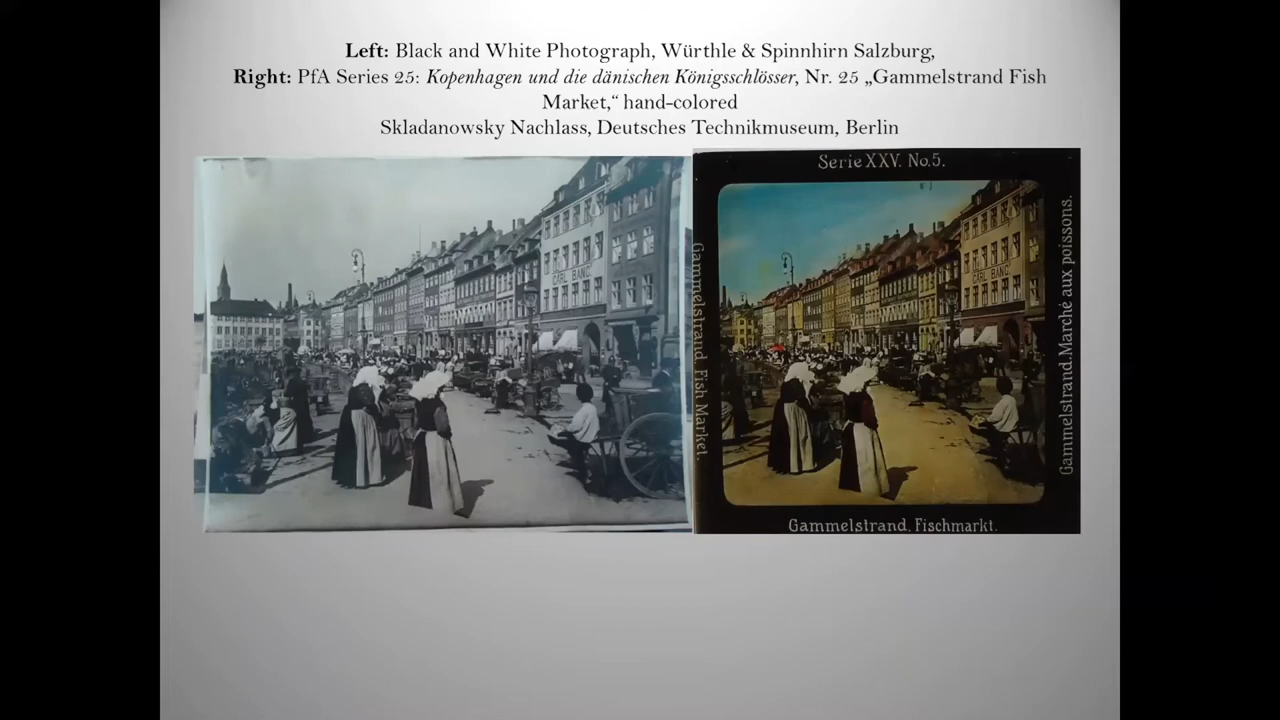 Left: Black and White Photograph, Würthle & Spinnhirn Salzburg,
Right: PfA Series 25: Kopenhagen und die dänischen Königsschlösser, Nr. 25 „Gammelstrand Fish
Market,“ hand-colored
Skladanowsky Nachlass, Deutsches Technikmuseum, Berlin
CARL BANG
Serie XXV. No. 5.
Gammelstrand. Fish Market.
CARL BANG
Gammelstrand. Marché aux poissons.
Gammelstrand. Fischmarkt.